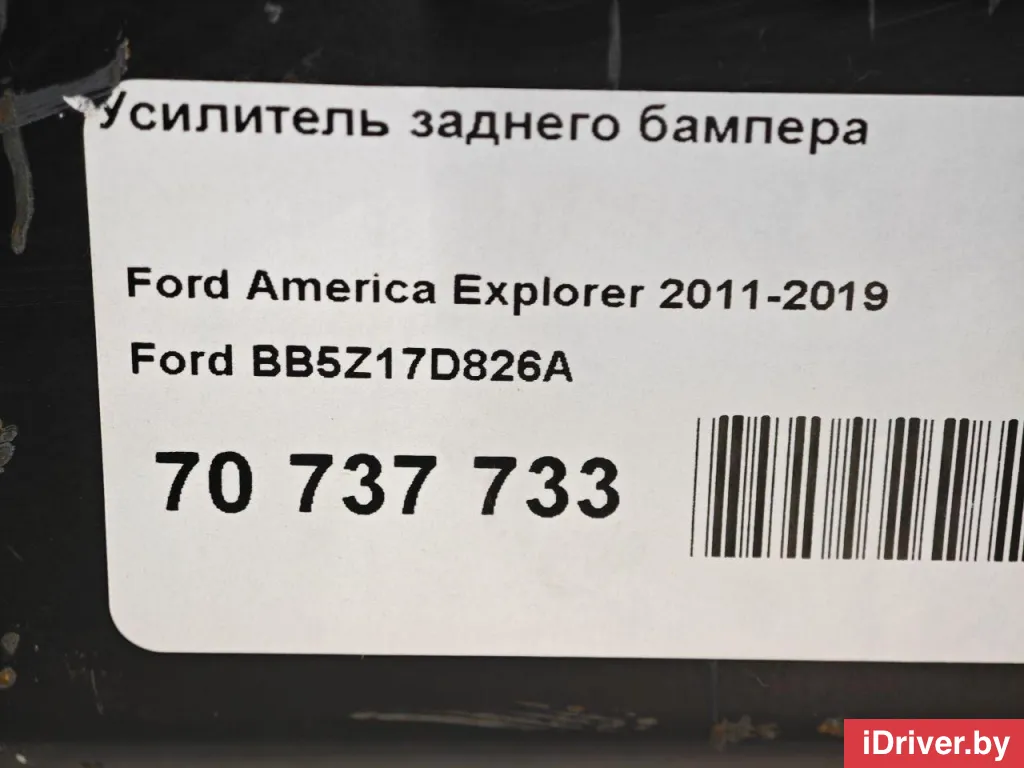 Усилитель заднего бампера
Ford America Explorer 2011-2019
Ford BB5Z17D826A
70 737 733
iDriver.by